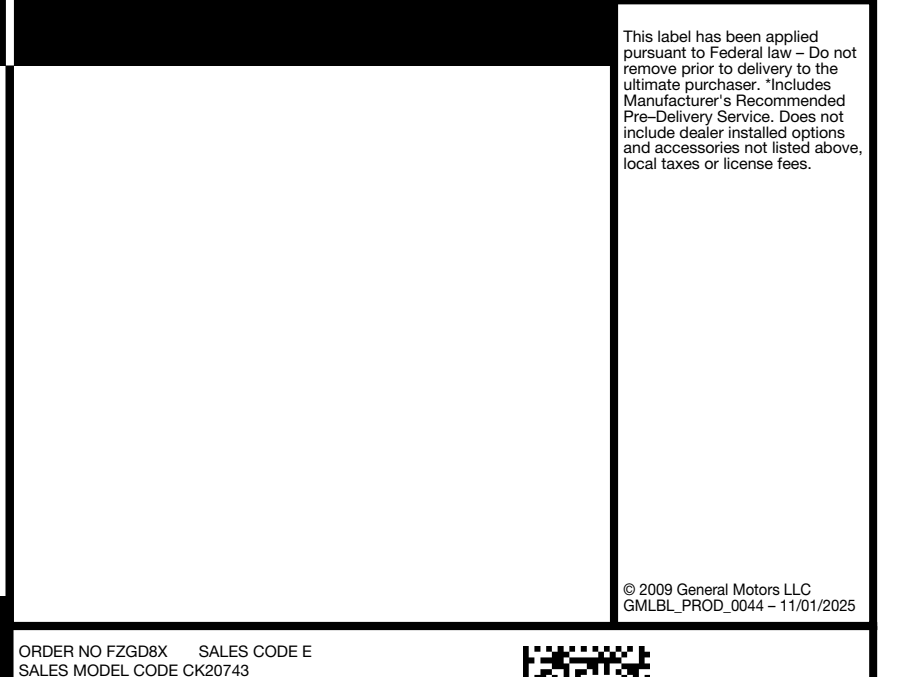 This label has been applied
pursuant to Federal law – Do not
remove prior to delivery to the
ultimate purchaser. *Includes
Manufacturer's Recommended
Pre–Delivery Service. Does not
include dealer installed options
and accessories not listed above,
local taxes or license fees.
© 2009 General Motors LLC
GMLBL_PROD_0044 – 11/01/2025
ORDER NO FZGD8X SALES CODE E
SALES MODEL CODE CK20743